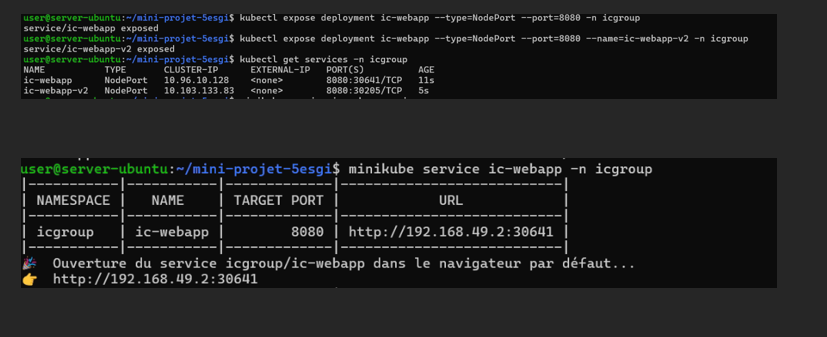 user@server-ubuntu:~/mini-projet-5esgi$ kubectl expose deployment ic-webapp --type=NodePort --port=8080 -n icgroup
service/ic-webapp exposed
user@server-ubuntu:~/mini-projet-5esgi$ kubectl expose deployment ic-webapp --type=NodePort --port=8080 --name=ic-webapp-v2 -n icgroup
service/ic-webapp-v2 exposed
user@server-ubuntu:~/mini-projet-5esgi$ kubectl get services -n icgroup
NAME TYPE CLUSTER-IP EXTERNAL-IP PORT(S) AGE
ic-webapp NodePort 10.96.10.128 <none> 8080:30641/TCP 11s
ic-webapp-v2 NodePort 10.103.133.83 <none> 8080:30205/TCP 5s
user@server-ubuntu:~/mini-projet-5esgi$ minikube service ic-webapp -n icgroup
|-----------|-----------|-------------|---------------------------|
| NAMESPACE | NAME | TARGET PORT | URL |
|-----------|-----------|-------------|---------------------------|
| icgroup | ic-webapp | 8080 | http://192.168.49.2:30641 |
|-----------|-----------|-------------|---------------------------|
🎉 Ouverture du service icgroup/ic-webapp dans le navigateur par défaut...
👉 http://192.168.49.2:30641